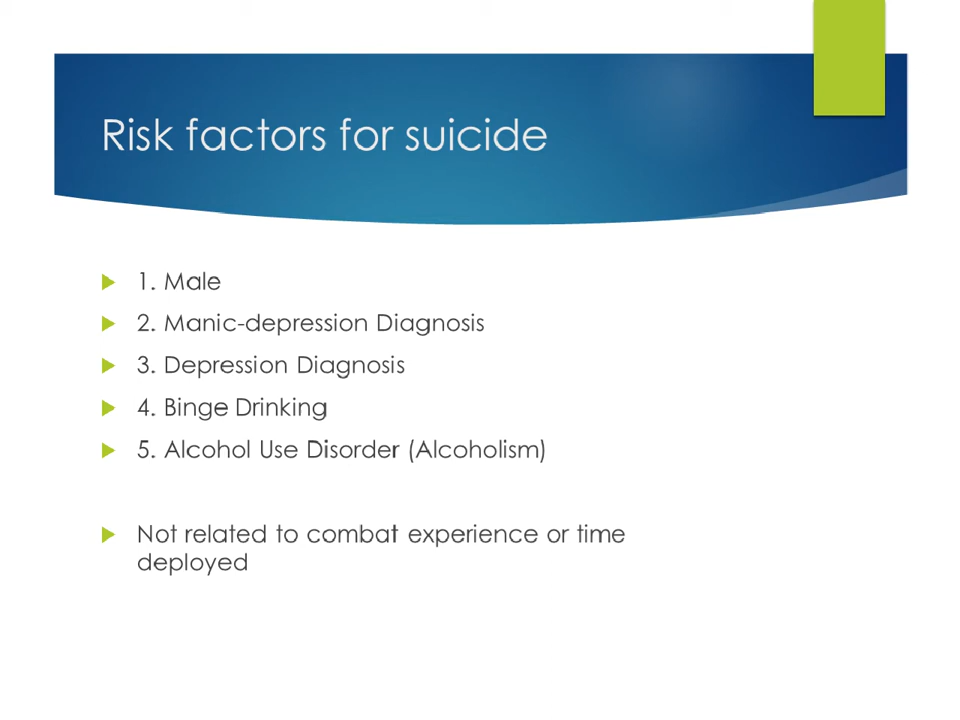 Risk factors for suicide
1. Male
2. Manic-depression Diagnosis
3. Depression Diagnosis
4. Binge Drinking
5. Alcohol Use Disorder (Alcoholism)
Not related to combat experience or time
deployed